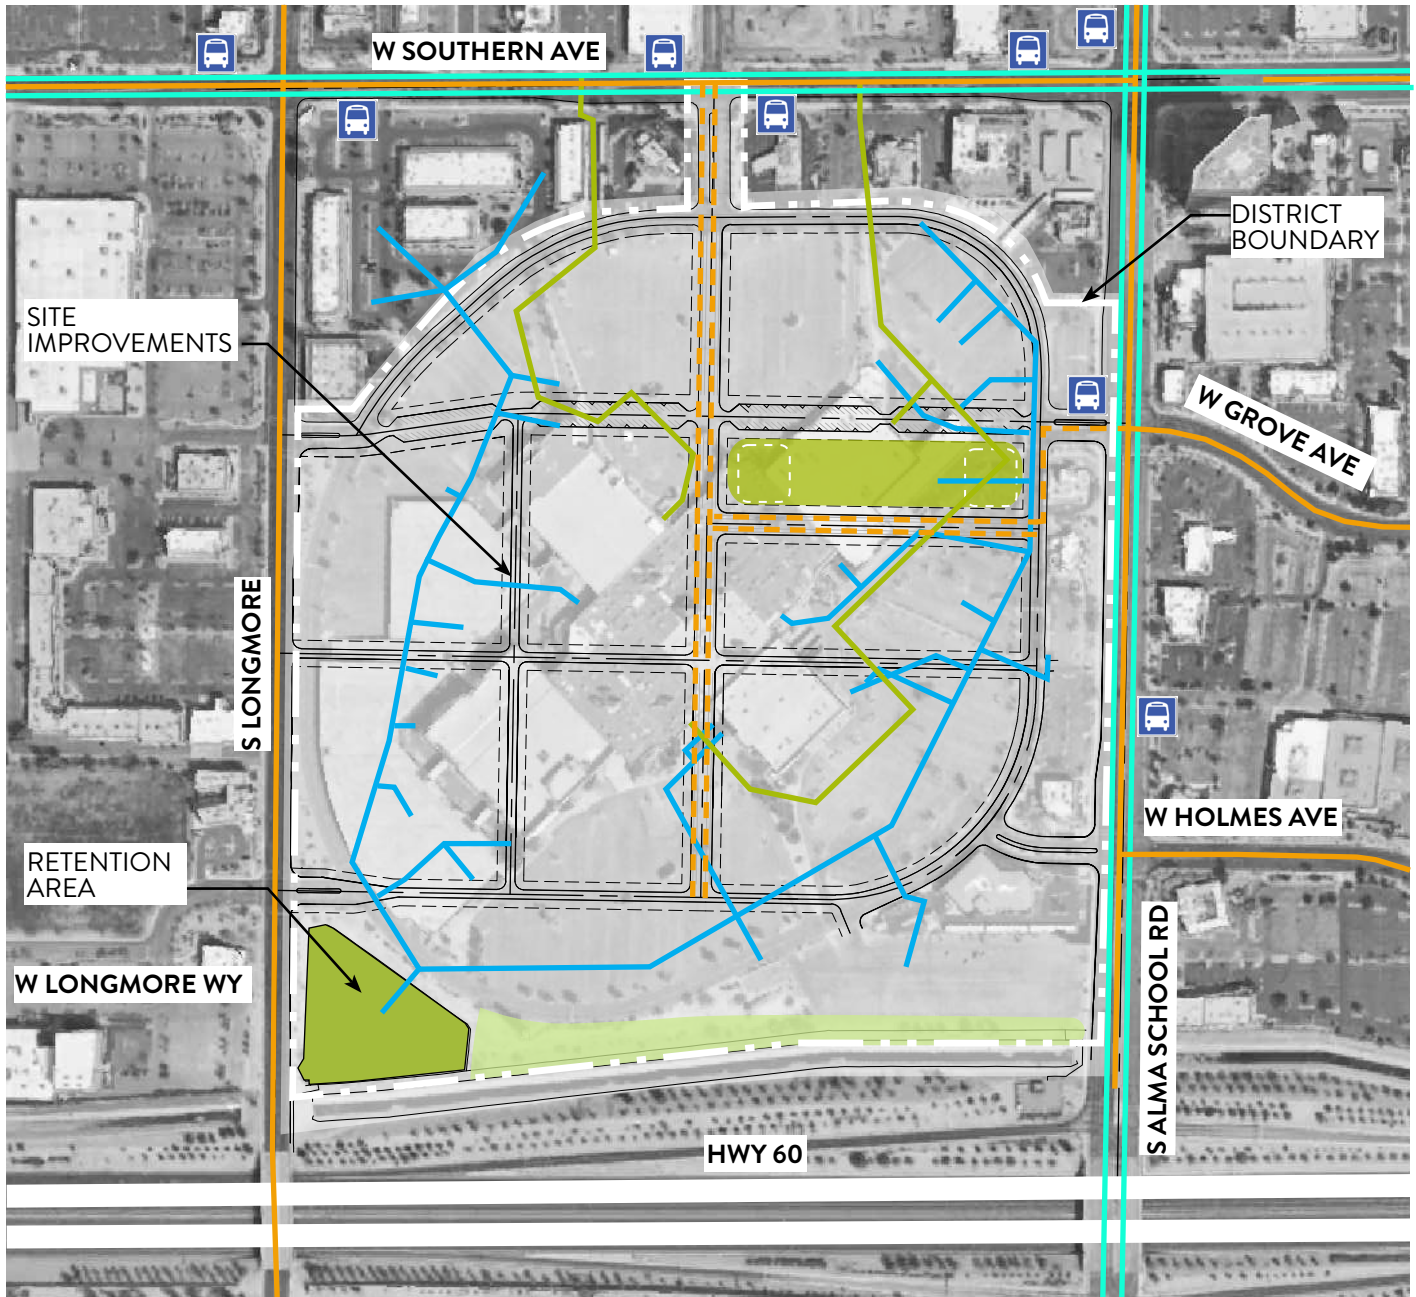 W SOUTHERN AVE
DISTRICT
BOUNDARY
SITE
IMPROVEMENTS
W GROVE AVE
S LONGMORE
W HOLMES AVE
RETENTION
AREA
W LONGMORE WY
S ALMA SCHOOL RD
HWY 60